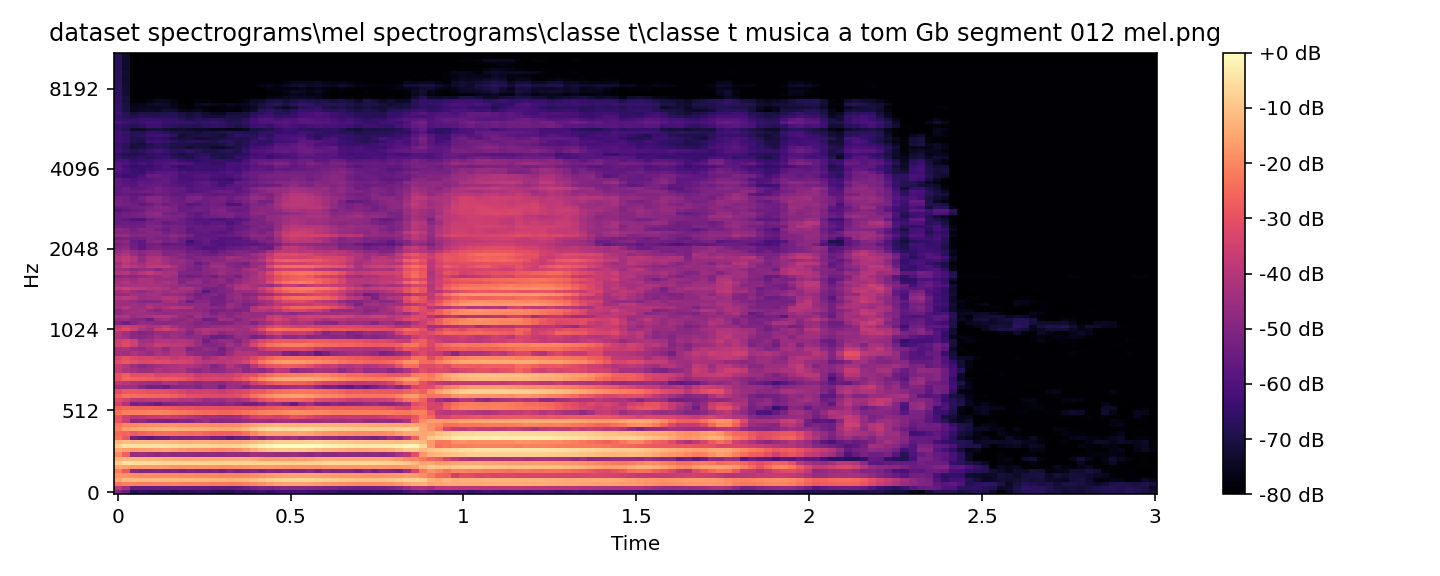 dataset spectrograms\mel spectrograms\classe t\classe t musica a tom Gb segment 012 mel.png
Hz
8192
4096
2048
1024
512
0
0
0.5
1
1.5
2
2.5
3
Time
+0 dB
-10 dB
-20 dB
-30 dB
-40 dB
-50 dB
-60 dB
-70 dB
-80 dB